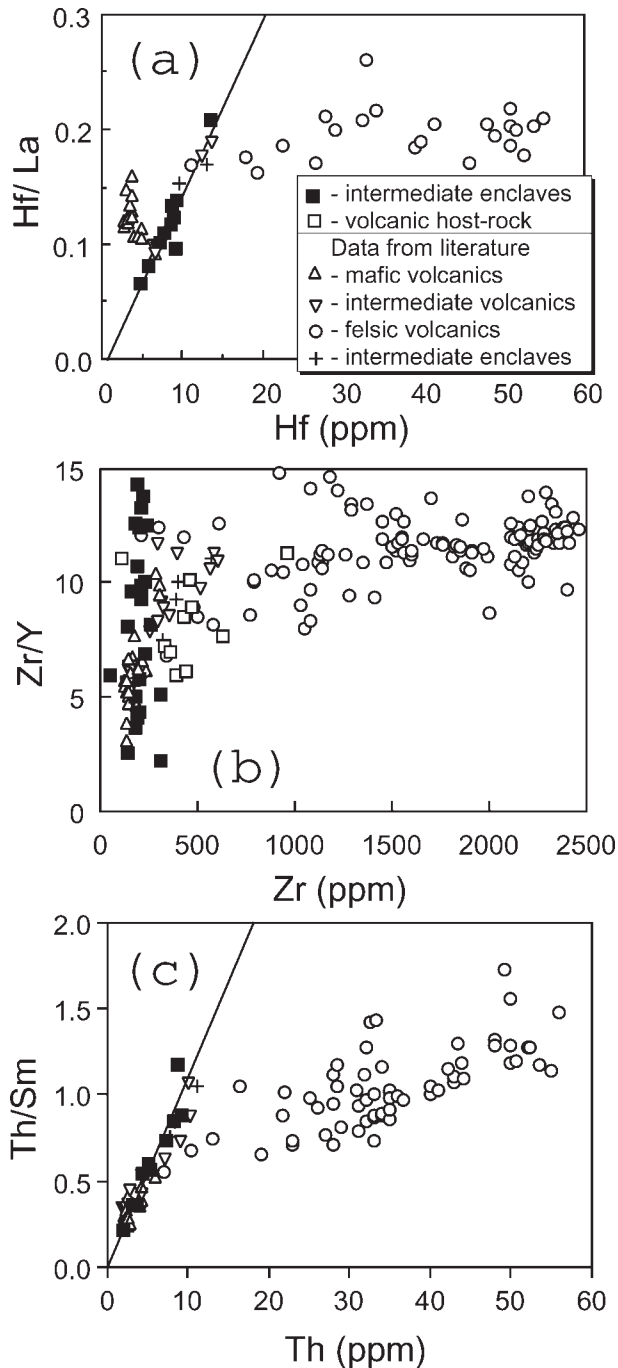 (a)
0.3
0.2
0.1
0.0
Hf/ La
■ - intermediate enclaves
□ - volcanic host-rock
Data from literature
△ - mafic volcanics
▽ - intermediate volcanics
○ - felsic volcanics
+ - intermediate enclaves
0 10 20 30 40 50 60
Hf (ppm)
15
10
5
0
Zr/Y
(b)
0 500 1000 1500 2000 2500
Zr (ppm)
2.0
1.5
1.0
0.5
0.0
Th/Sm
(c)
0 10 20 30 40 50 60
Th (ppm)